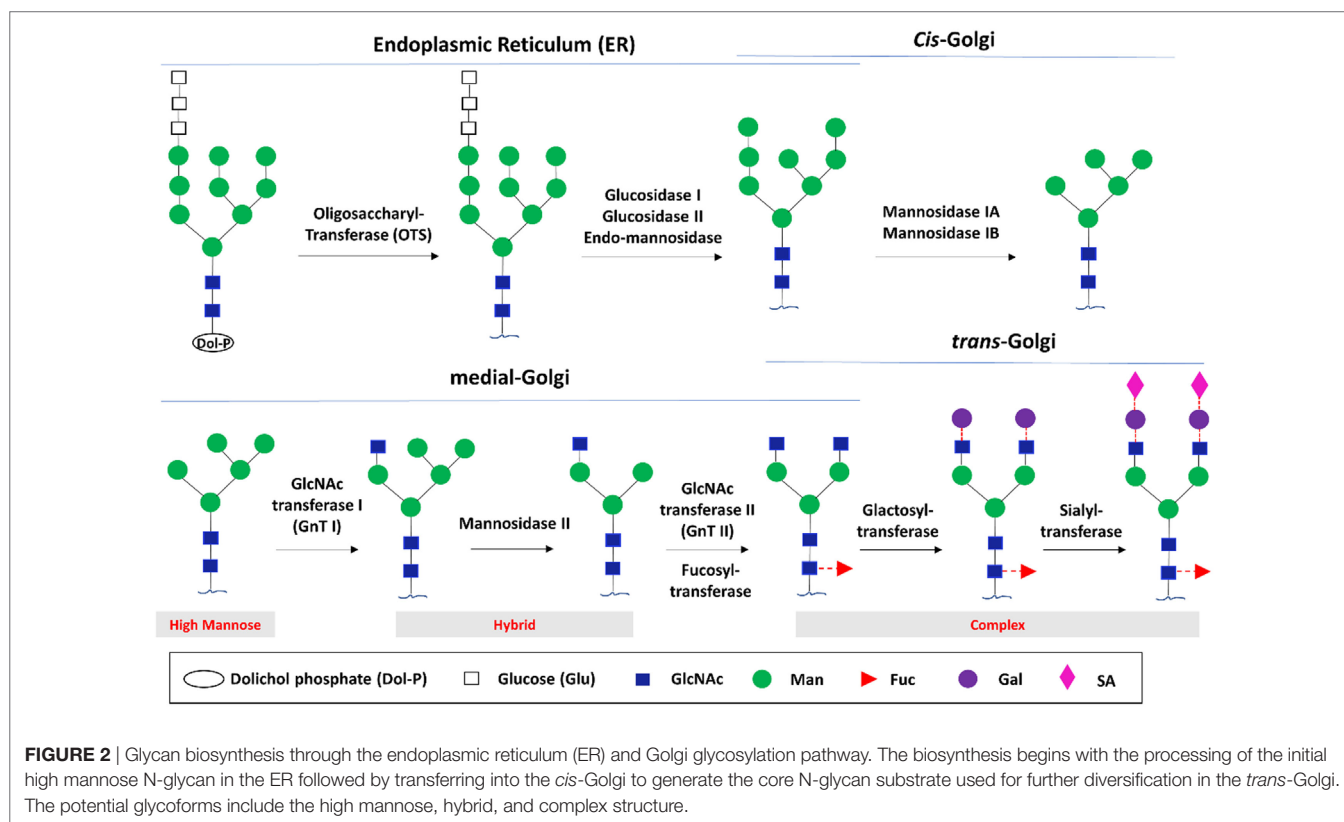 Endoplasmic Reticulum (ER)
Cis-Golgi
Oligosaccharyl-
Transferase (OTS)
Glucosidase I
Glucosidase II
Endo-mannosidase
Mannosidase IA
Mannosidase IB
Dol-P
medial-Golgi
trans-Golgi
GlcNAc
transferase I
(GnT I)
Mannosidase II
GlcNAc
transferase II
(GnT II)
Fucosyl-
transferase
Glactosyl-
transferase
Sialyl-
transferase
High Mannose
Hybrid
Complex
Dolichol phosphate (Dol-P) Glucose (Glu) GlcNAc Man Fuc Gal SA
FIGURE 2 | Glycan biosynthesis through the endoplasmic reticulum (ER) and Golgi glycosylation pathway. The biosynthesis begins with the processing of the initial
high mannose N-glycan in the ER followed by transferring into the cis-Golgi to generate the core N-glycan substrate used for further diversification in the trans-Golgi.
The potential glycoforms include the high mannose, hybrid, and complex structure.